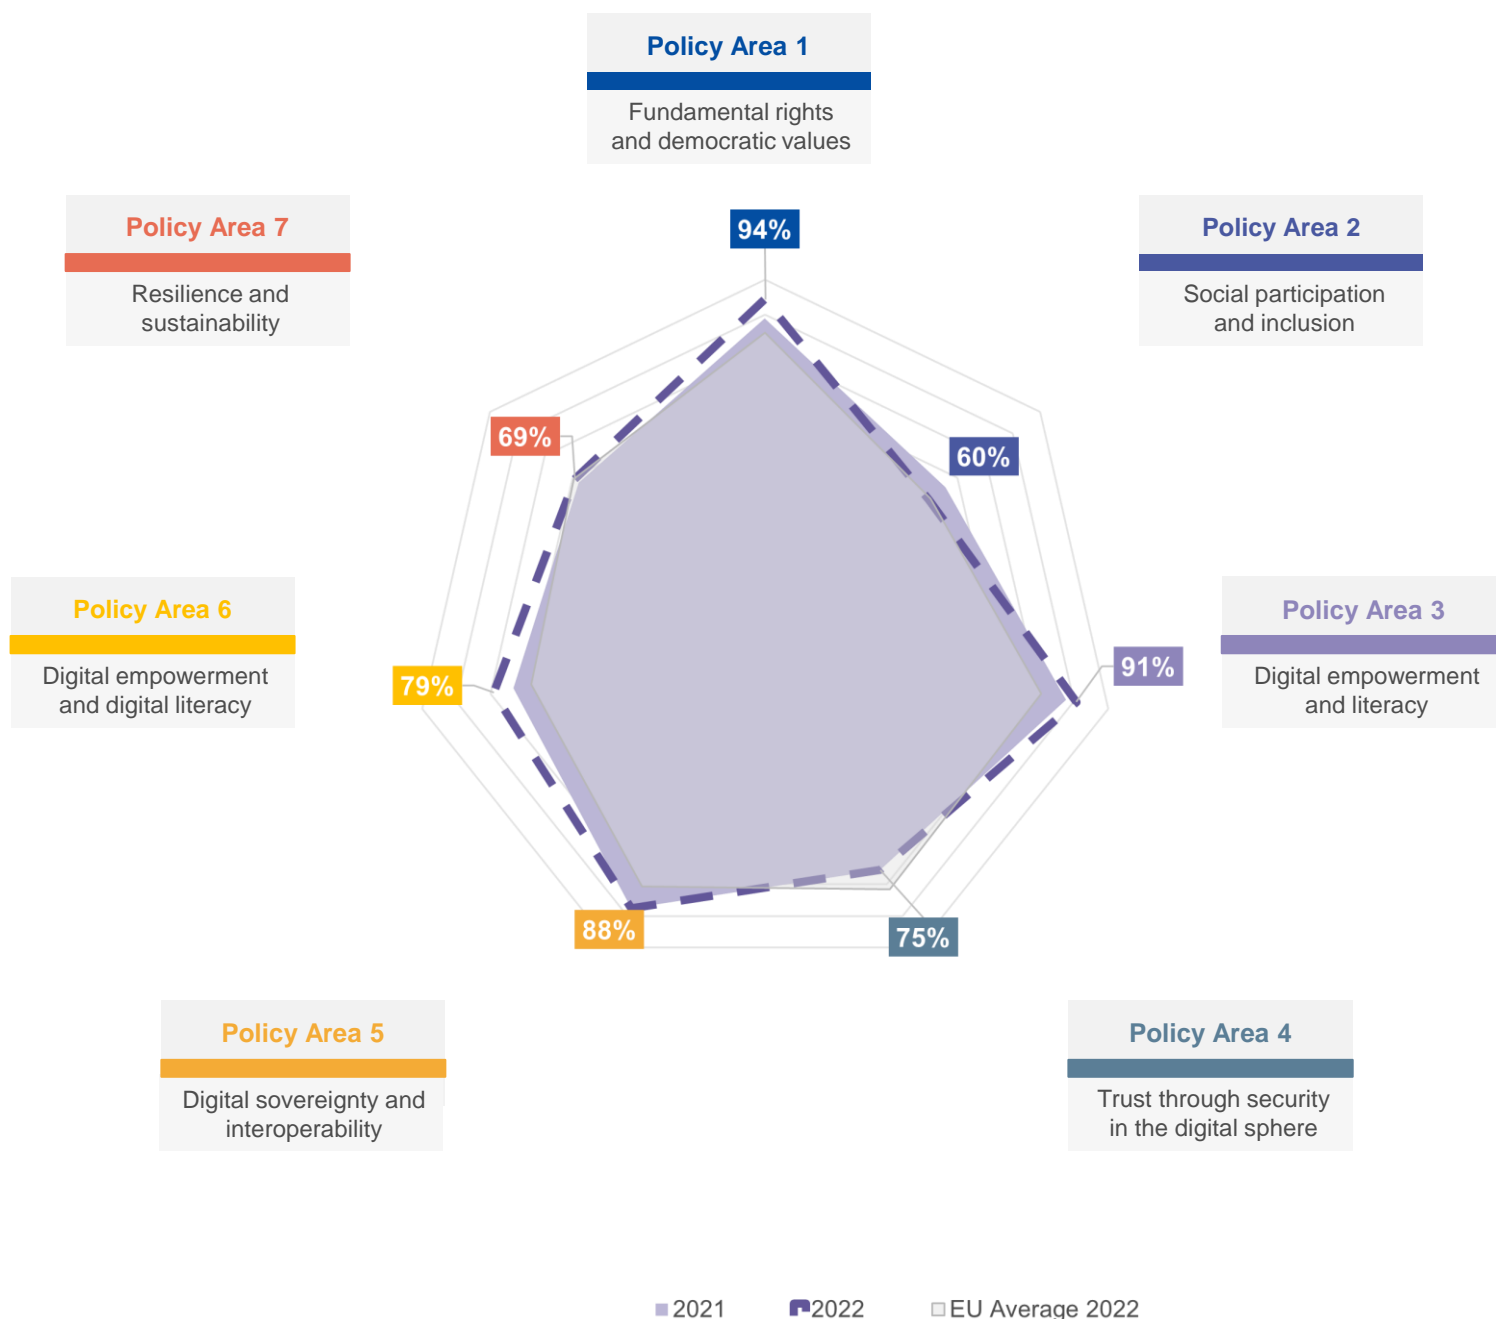 Policy Area 1
Fundamental rights
and democratic values
94%
Policy Area 7
Resilience and
sustainability
69%
Policy Area 2
Social participation
and inclusion
60%
Policy Area 6
Digital empowerment
and digital literacy
79%
Policy Area 3
Digital empowerment
and literacy
91%
88%
75%
Policy Area 5
Digital sovereignty and
interoperability
Policy Area 4
Trust through security
in the digital sphere
2021
2022
EU Average 2022